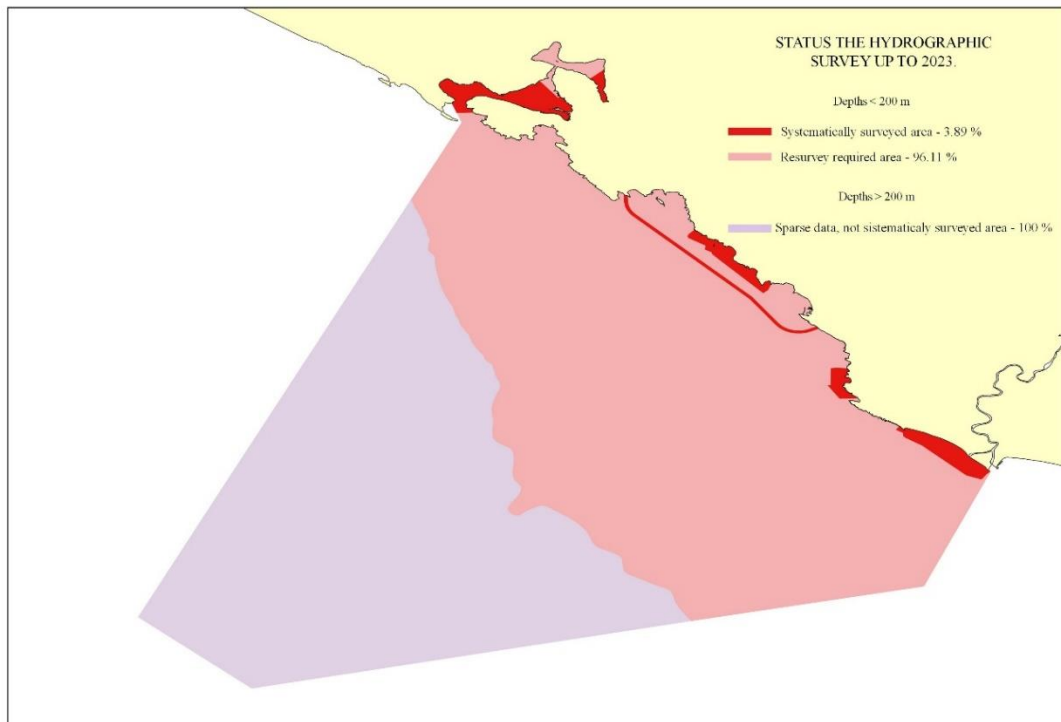 STATUS THE HYDROGRAPHIC
SURVEY UP TO 2023.
Depths < 200 m
Systematically surveyed area - 3.89 %
Resurvey required area - 96.11 %
Depths > 200 m
Sparse data, not sistematicaly surveyed area - 100 %